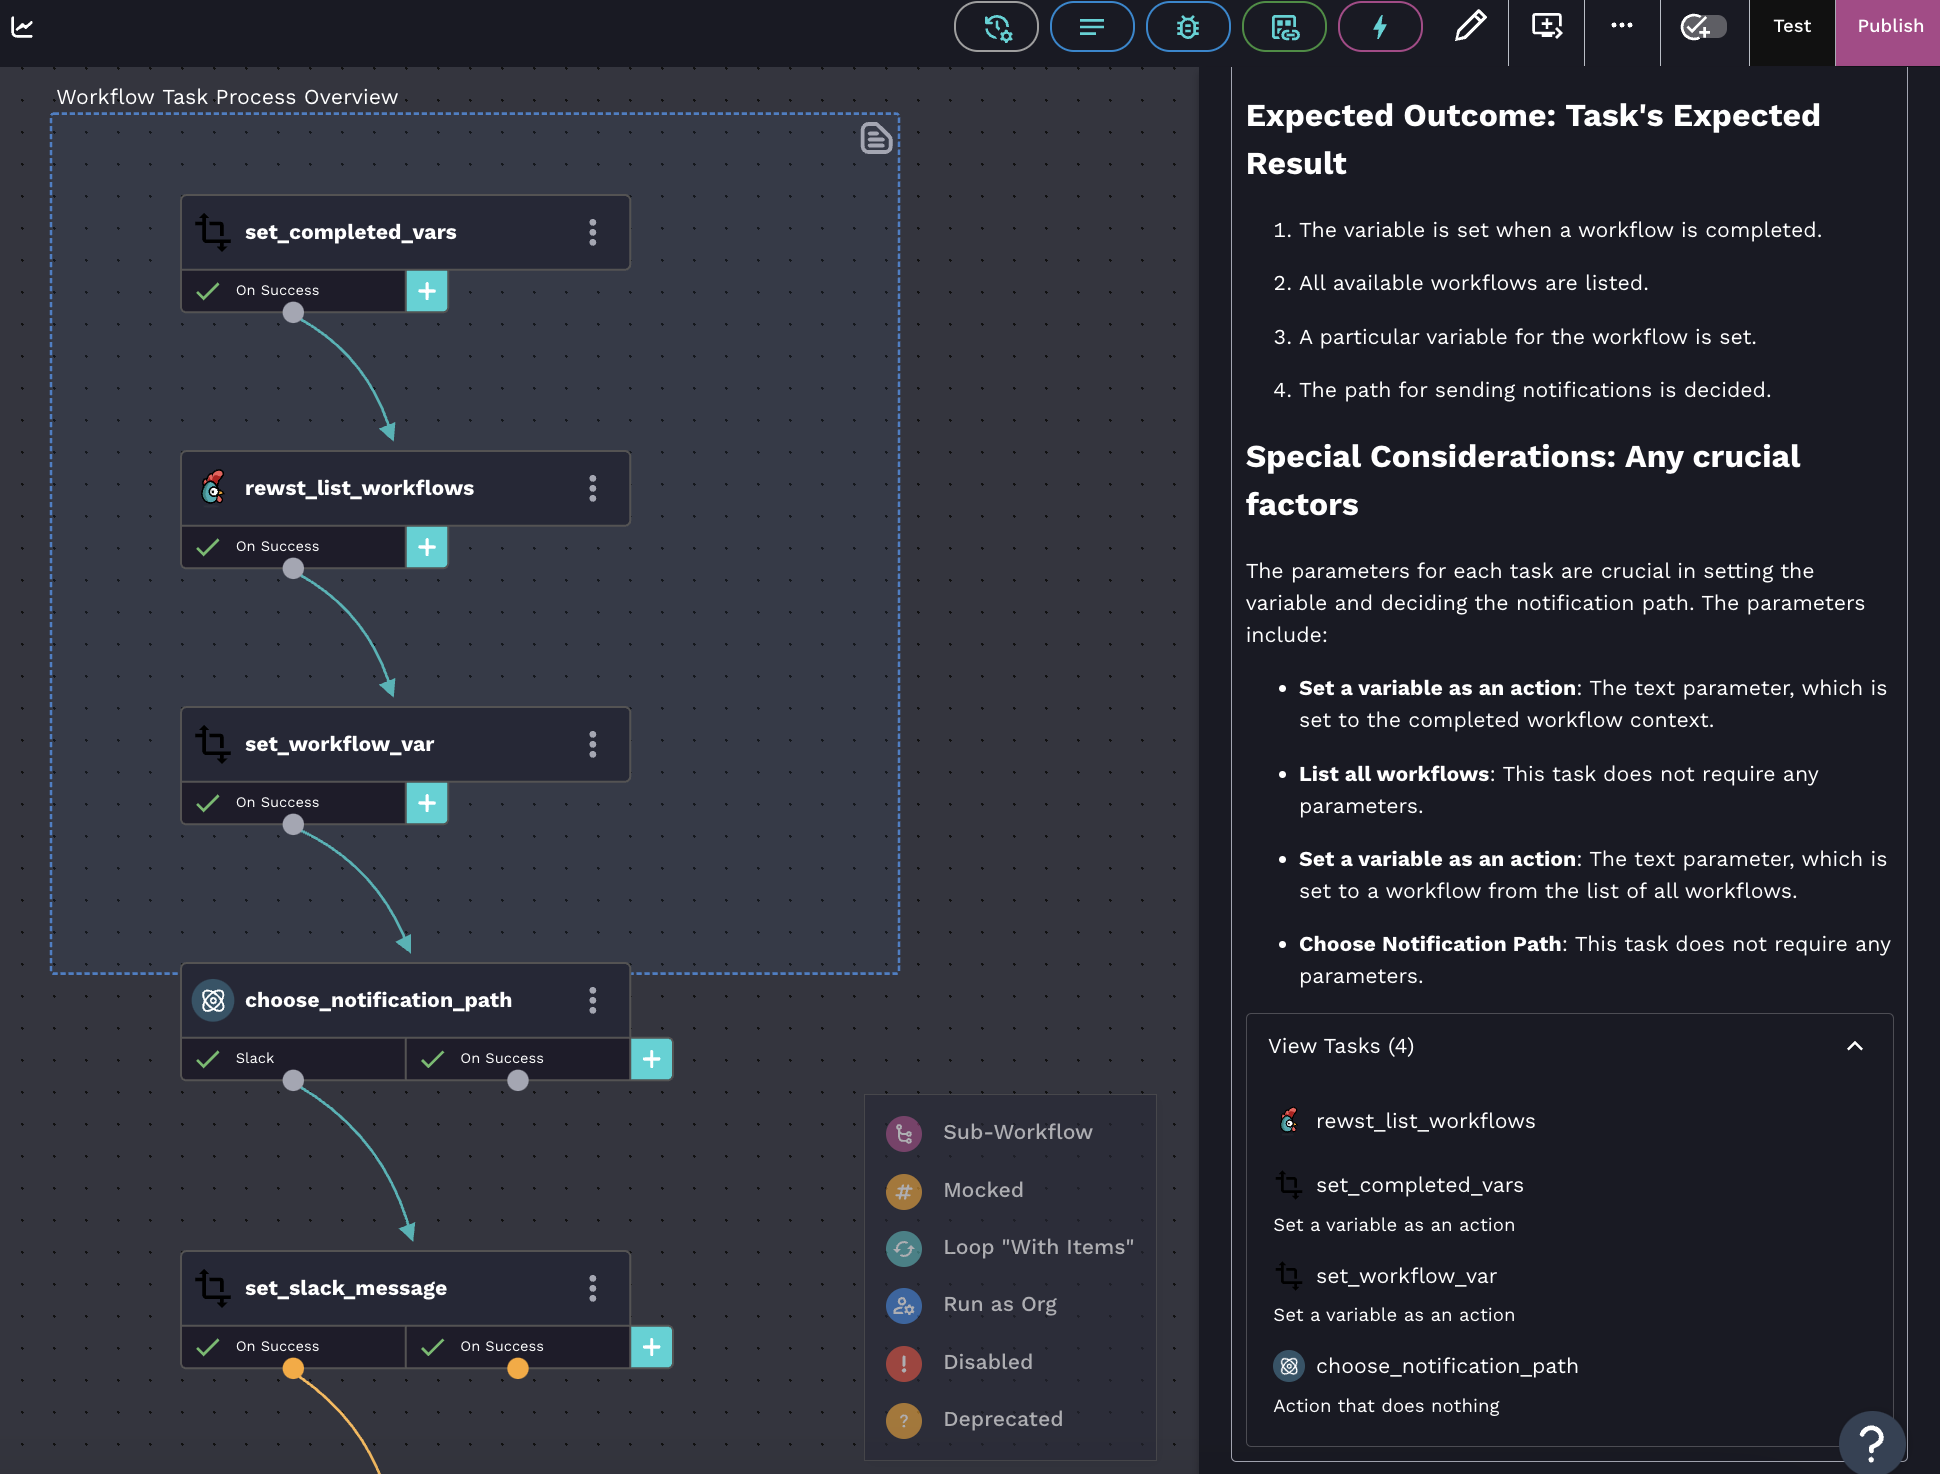 Test
Publish
Workflow Task Process Overview
set_completed_vars
On Success
+
rewst_list_workflows
On Success
+
set_workflow_var
On Success
+
choose_notification_path
Slack
On Success
+
set_slack_message
On Success
On Success
+
Sub-Workflow
# Mocked
Loop "With Items"
Run as Org
! Disabled
? Deprecated
Expected Outcome: Task's Expected
Result
1. The variable is set when a workflow is completed.
2. All available workflows are listed.
3. A particular variable for the workflow is set.
4. The path for sending notifications is decided.
Special Considerations: Any crucial
factors
The parameters for each task are crucial in setting the
variable and deciding the notification path. The parameters
include:
• Set a variable as an action: The text parameter, which is
set to the completed workflow context.
• List all workflows: This task does not require any
parameters.
• Set a variable as an action: The text parameter, which is
set to a workflow from the list of all workflows.
• Choose Notification Path: This task does not require any
parameters.
View Tasks (4)
rewst_list_workflows
set_completed_vars
Set a variable as an action
set_workflow_var
Set a variable as an action
choose_notification_path
Action that does nothing
?